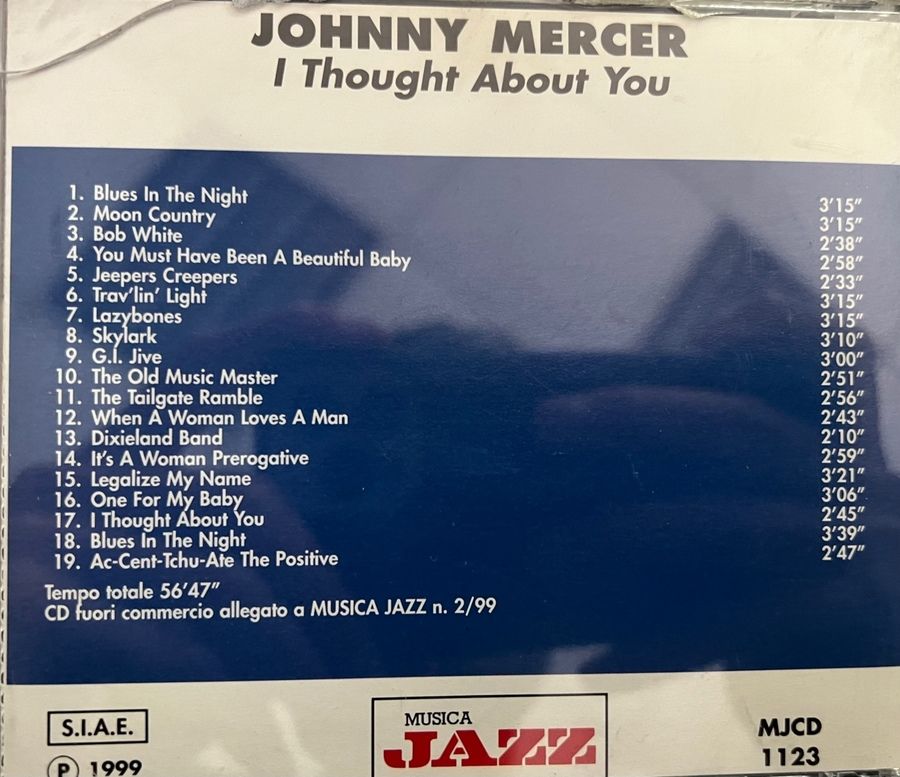 JOHNNY MERCER
I Thought About You
1. Blues In The Night 3'15"
2. Moon Country 3'15"
3. Bob White 2'38"
4. You Must Have Been A Beautiful Baby 2'58"
5. Jeepers Creepers 2'33"
6. Trav'lin' Light 3'15"
7. Lazybones 3'15"
8. Skylark 3'10"
9. G.I. Jive 3'00"
10. The Old Music Master 2'51"
11. The Tailgate Ramble 2'56"
12. When A Woman Loves A Man 2'43"
13. Dixieland Band 2'10"
14. It's A Woman Prerogative 2'59"
15. Legalize My Name 3'21"
16. One For My Baby 3'06"
17. I Thought About You 2'45"
18. Blues In The Night 3'39"
19. Ac-Cent-Tchu-Ate The Positive 2'47"
Tempo totale 56'47"
CD fuori commercio allegato a MUSICA JAZZ n. 2/99
S.I.A.E.
℗ 1999
MUSICA
JAZZ
MJCD
1123